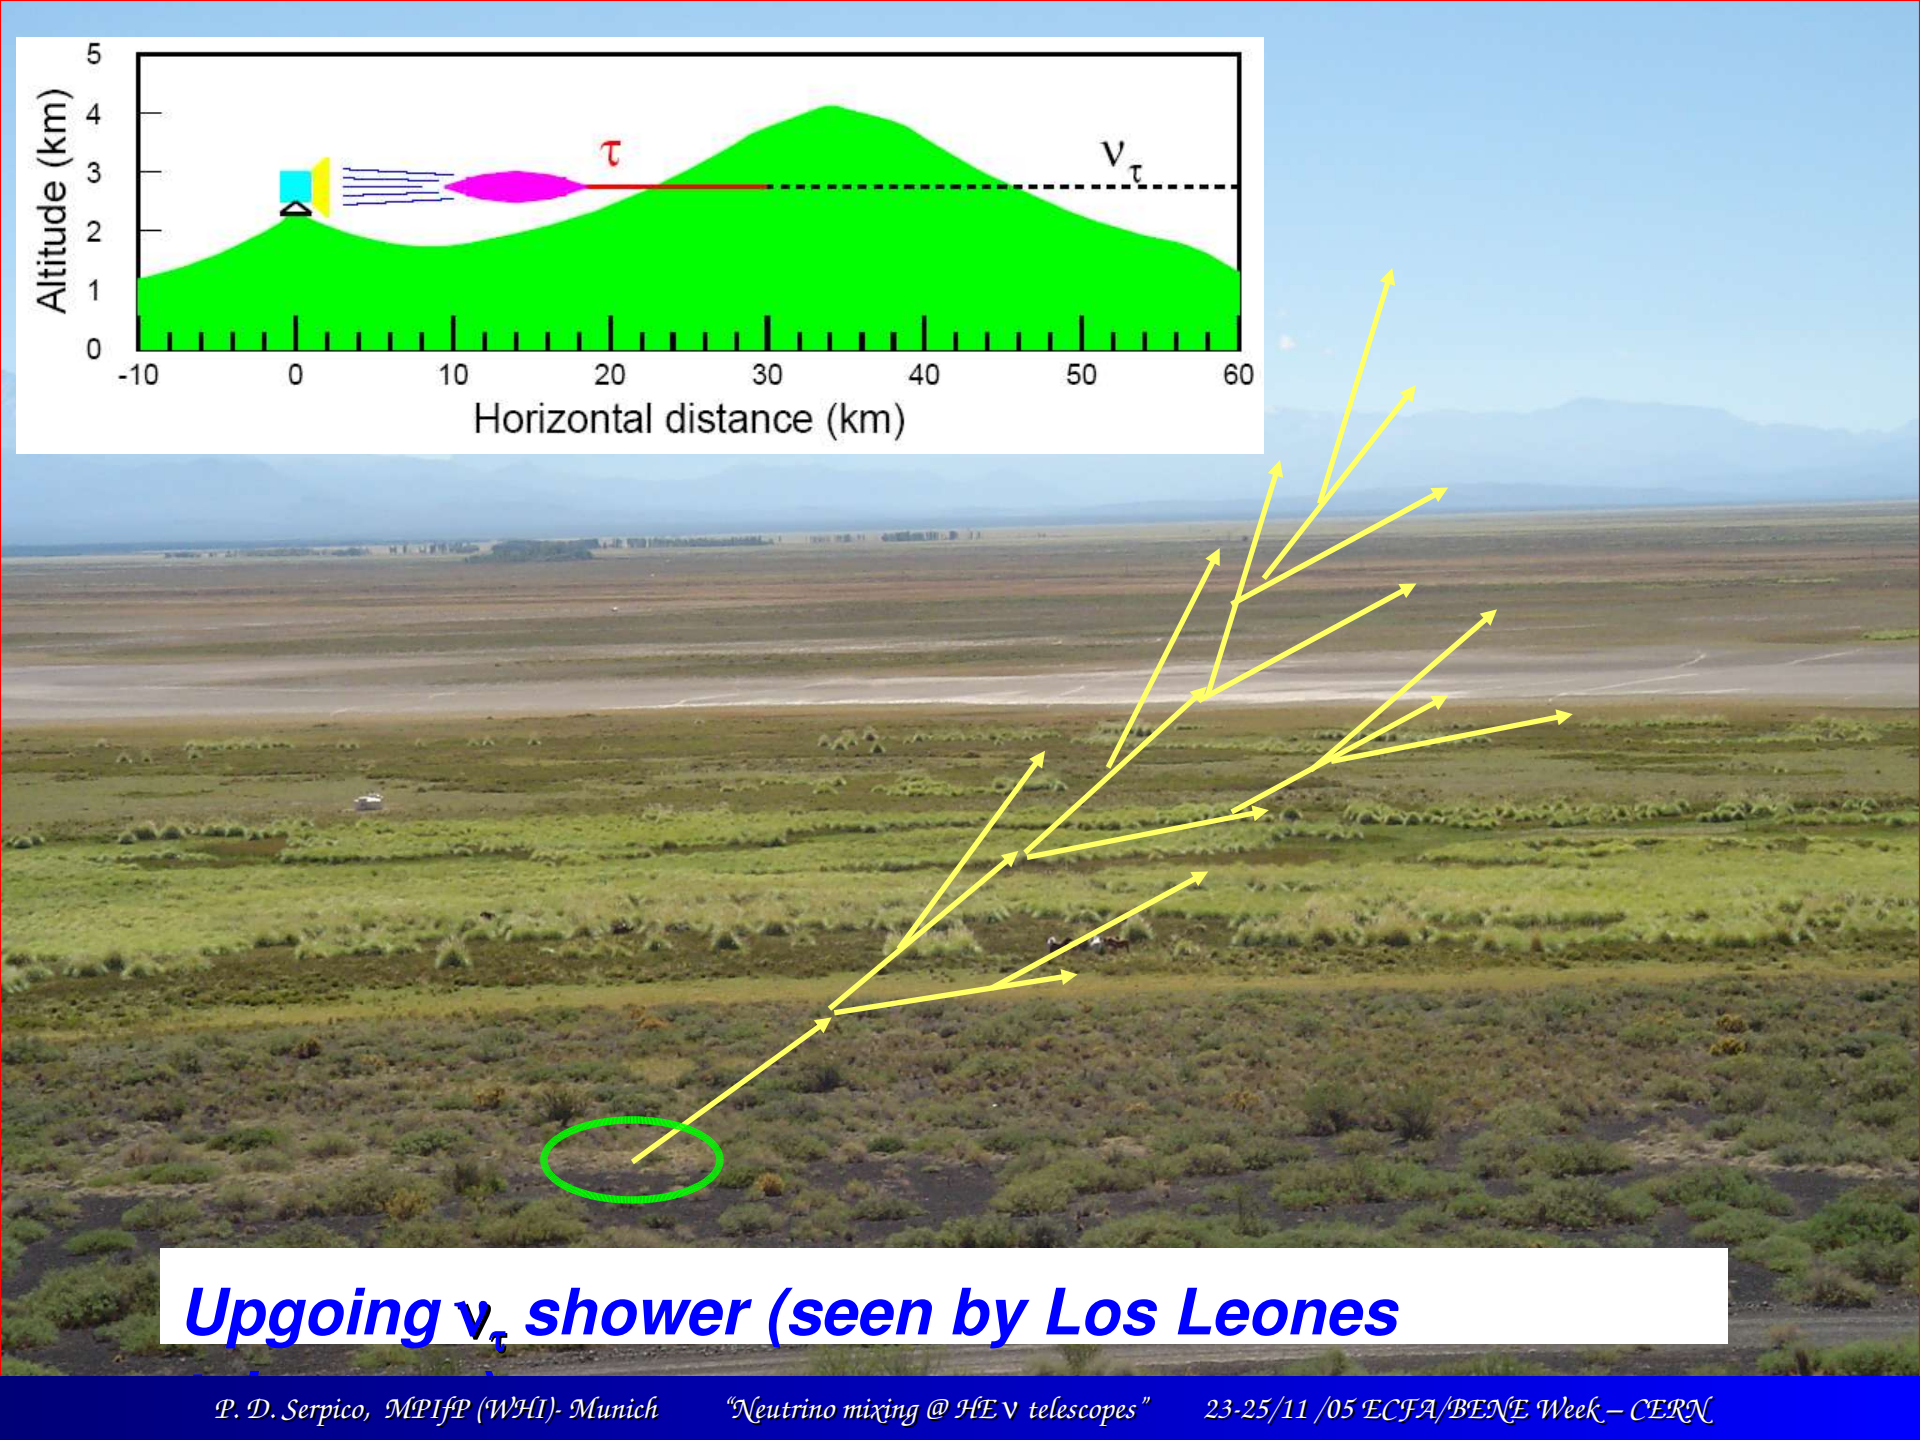 5
4
3
2
1
0
Altitude (km)
τ
ντ
-10 0 10 20 30 40 50 60
Horizontal distance (km)
Upgoing ντ shower (seen by Los Leones
P. D. Serpico, MPIfP (WHI)- Munich "Neutrino mixing @ HE ν telescopes" 23-25/11 /05 ECFA/BENE Week – CERN